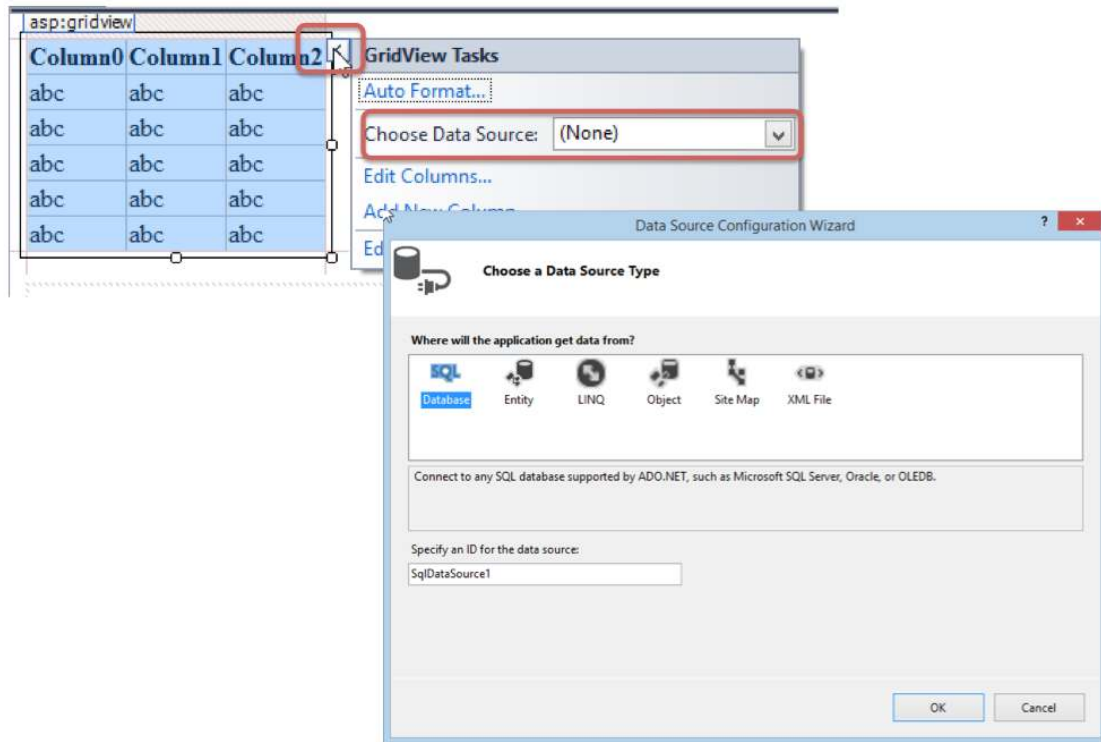 asp:gridview
Column0 Column1 Column2
abc abc abc
abc abc abc
abc abc abc
abc abc abc
abc abc abc
GridView Tasks
Auto Format...
Choose Data Source: (None)
Edit Columns...
Add New Column
Ed
Data Source Configuration Wizard
Choose a Data Source Type
Where will the application get data from?
SQL
Database Entity LINQ Object Site Map XML File
Connect to any SQL database supported by ADO.NET, such as Microsoft SQL Server, Oracle, or OLEDB.
Specify an ID for the data source:
SqlDataSource1
OK Cancel